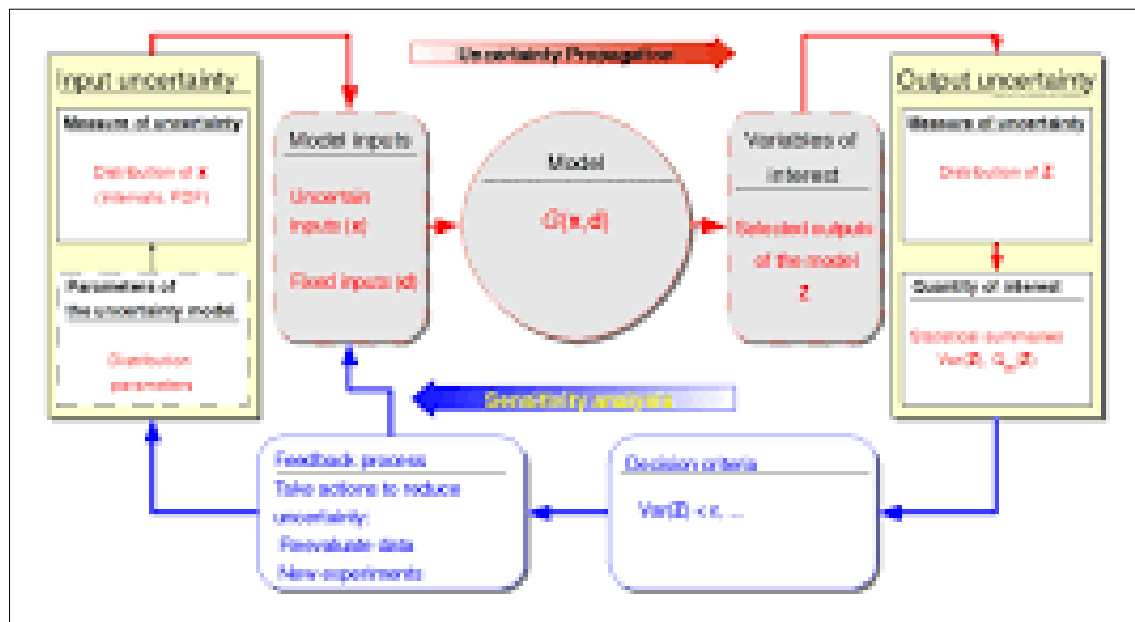 Uncertainty Propagation
Input uncertainty
Measure of uncertainty
Distribution of x
(Intervals, PDF)
Parameters of
the uncertainty model
Distribution
parameters
Model inputs
Uncertain
inputs (x)
Fixed inputs (d)
Model
G(x,d)
Variables of
interest
Selected outputs
of the model
Z
Output uncertainty
Measure of uncertainty
Distribution of Z
Quantity of interest
Statistical summaries
Var(Z),
Sensitivity analysis
Feedback process
Take actions to reduce
uncertainty:
Reevaluate data
New experiments
Decision criteria
Var(Z) < ε, ...